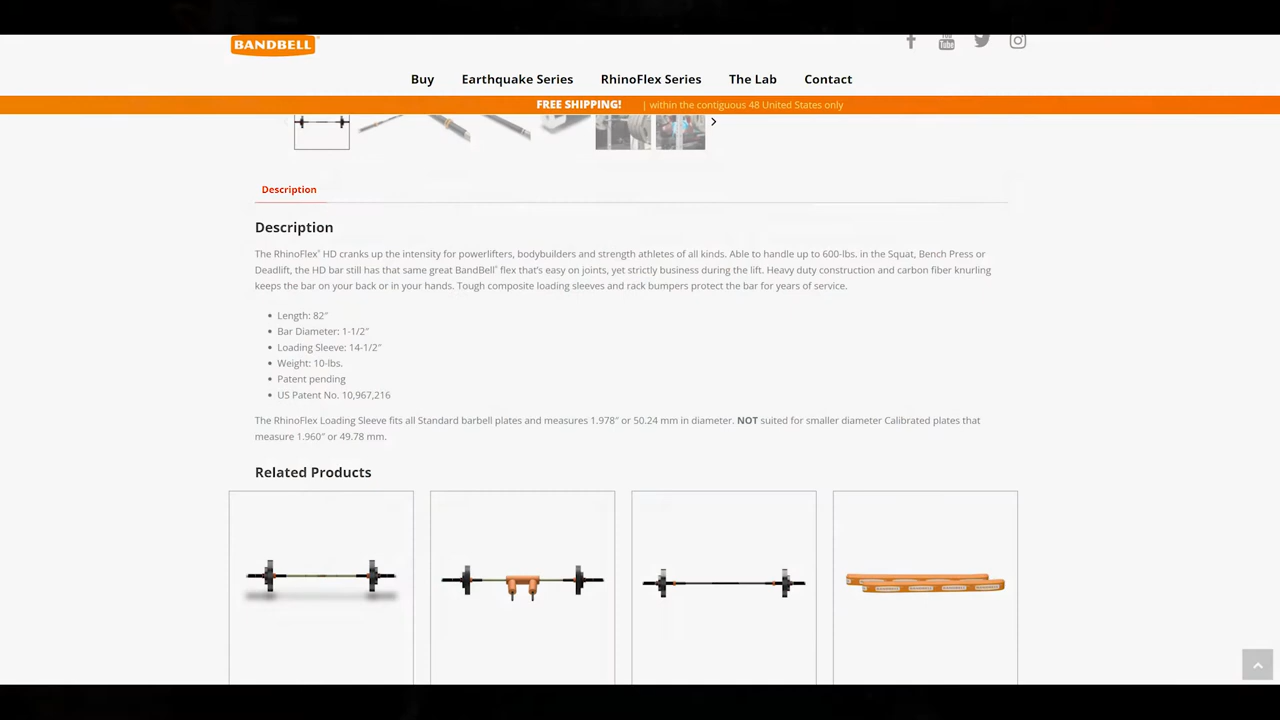 BANDBELL
Buy Earthquake Series RhinoFlex Series The Lab Contact
FREE SHIPPING! | within the contiguous 48 United States only
Description
Description
The RhinoFlex® HD cranks up the intensity for powerlifters, bodybuilders and strength athletes of all kinds. Able to handle up to 600-lbs. in the Squat, Bench Press or
Deadlift, the HD bar still has that same great BandBell™ flex that's easy on joints, yet strictly business during the lift. Heavy duty construction and carbon fiber knurling
keeps the bar on your back or in your hands. Tough composite loading sleeves and rack bumpers protect the bar for years of service.
• Length: 82″
• Bar Diameter: 1-1/2″
• Loading Sleeve: 14-1/2″
• Weight: 10-lbs.
• Patent pending
• US Patent No. 10,967,216
The RhinoFlex Loading Sleeve fits all Standard barbell plates and measures 1.978″ or 50.24 mm in diameter. NOT suited for smaller diameter Calibrated plates that
measure 1.960″ or 49.78 mm.
Related Products